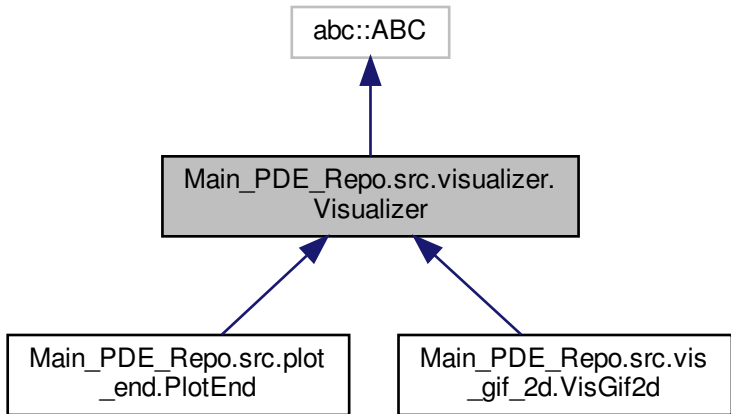 abc::ABC
Main_PDE_Repo.src.visualizer.
Visualizer
Main_PDE_Repo.src.plot
_end.PlotEnd
Main_PDE_Repo.src.vis
_gif_2d.VisGif2d